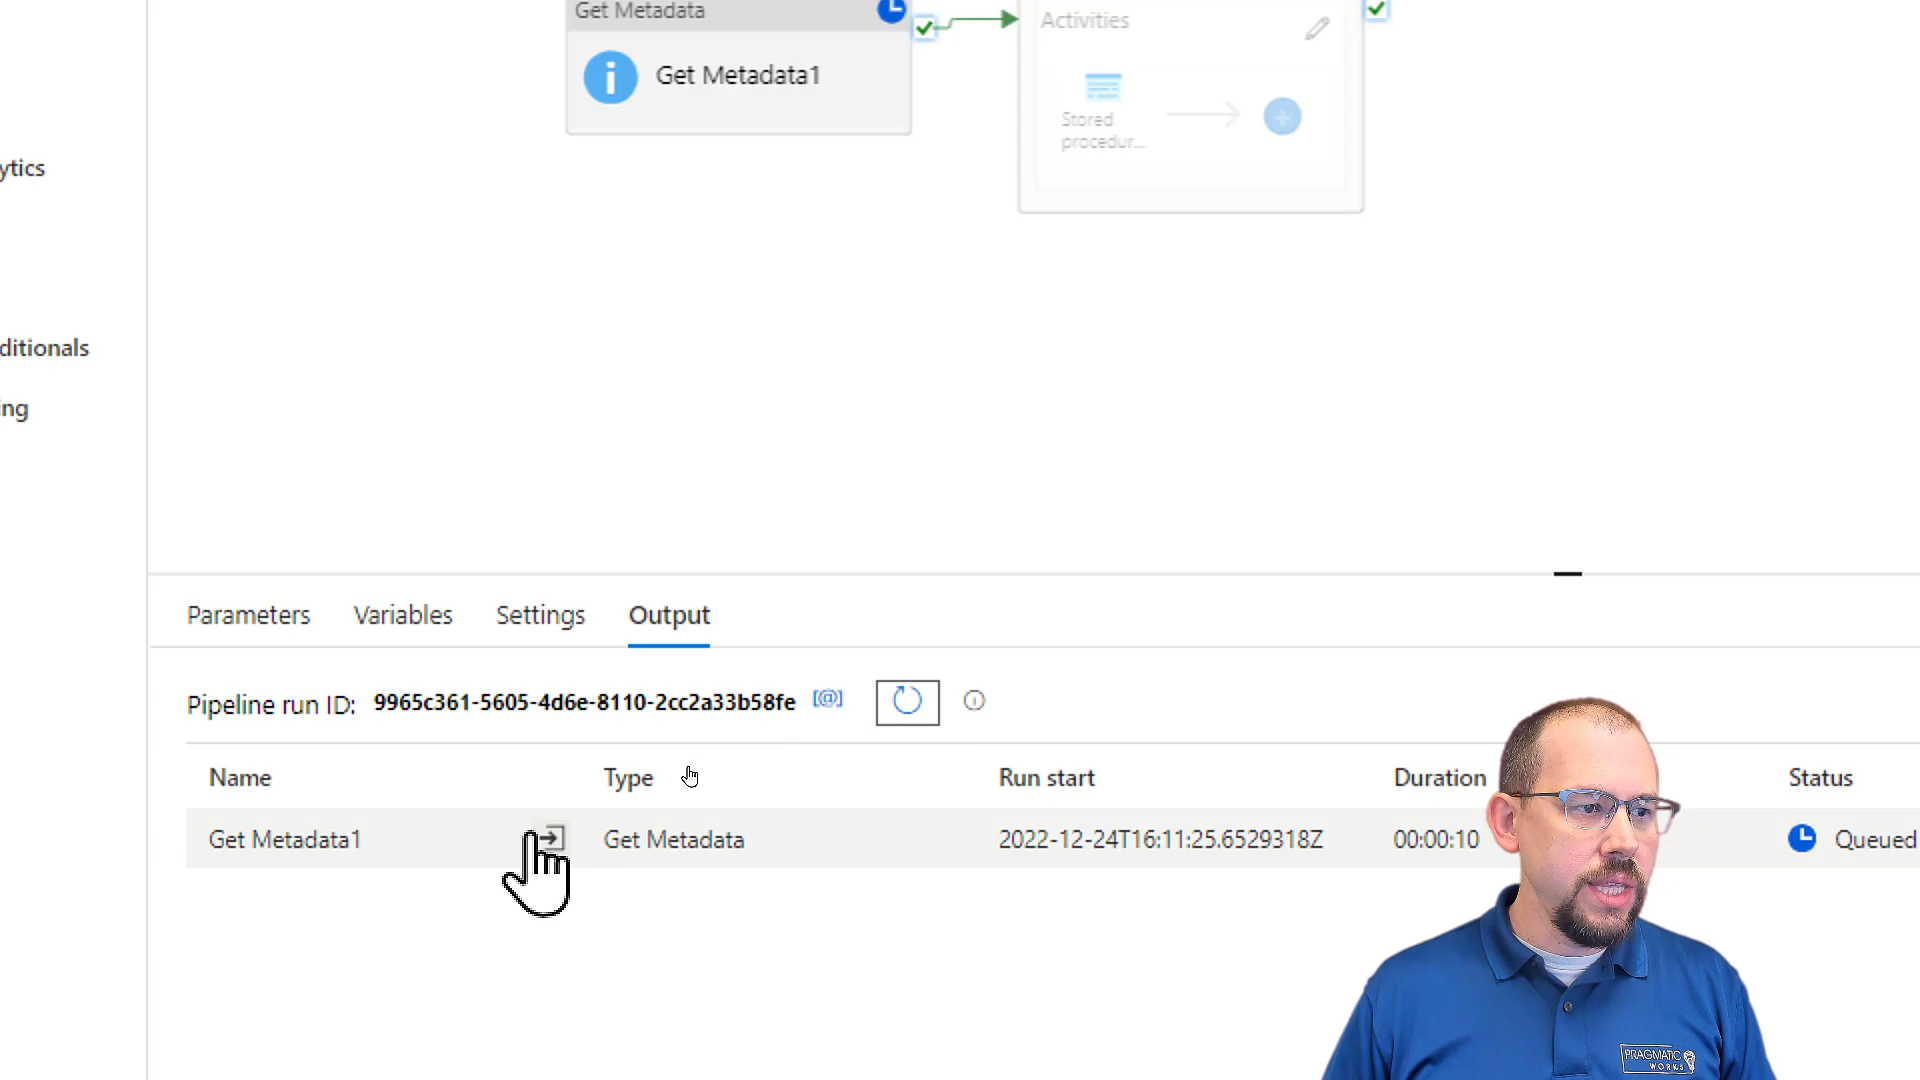 Get Metadata
Activities
Get Metadata1
Stored
procedur...
ytics
ditionals
ing
Parameters Variables Settings Output
Pipeline run ID: 9965c361-5605-4d6e-8110-2cc2a33b58fe [@]
Name Type Run start Duration Status
Get Metadata1 Get Metadata 2022-12-24T16:11:25.6529318Z 00:00:10 Queued
PRAGMATIC
WORKS